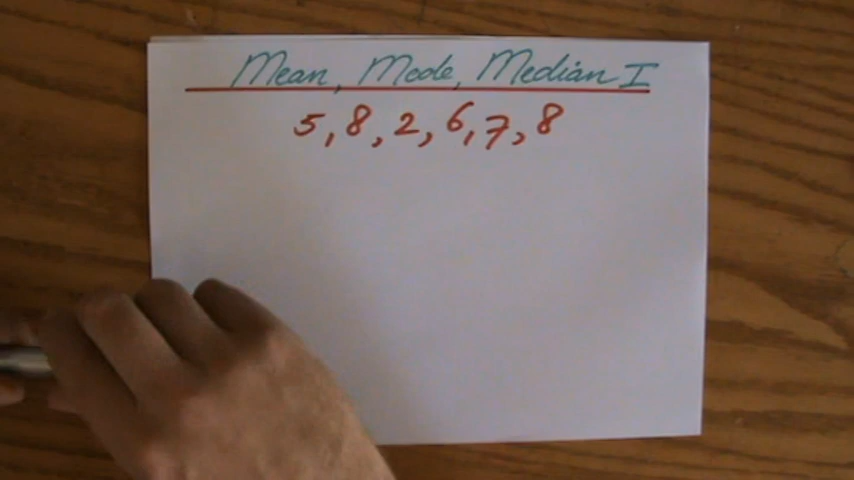 Mean, Mode, Median I
5, 8, 2, 6, 7, 8